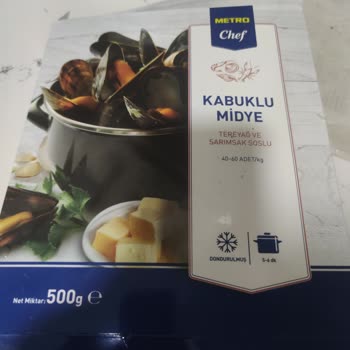 METRO
Chef
KABUKLU
MİDYE
TEREYAĞ VE
SARIMSAK SOSLU
40-60 ADET/kg
DONDURULMUŞ
5-6 dk
Net Miktar: 500g ℮